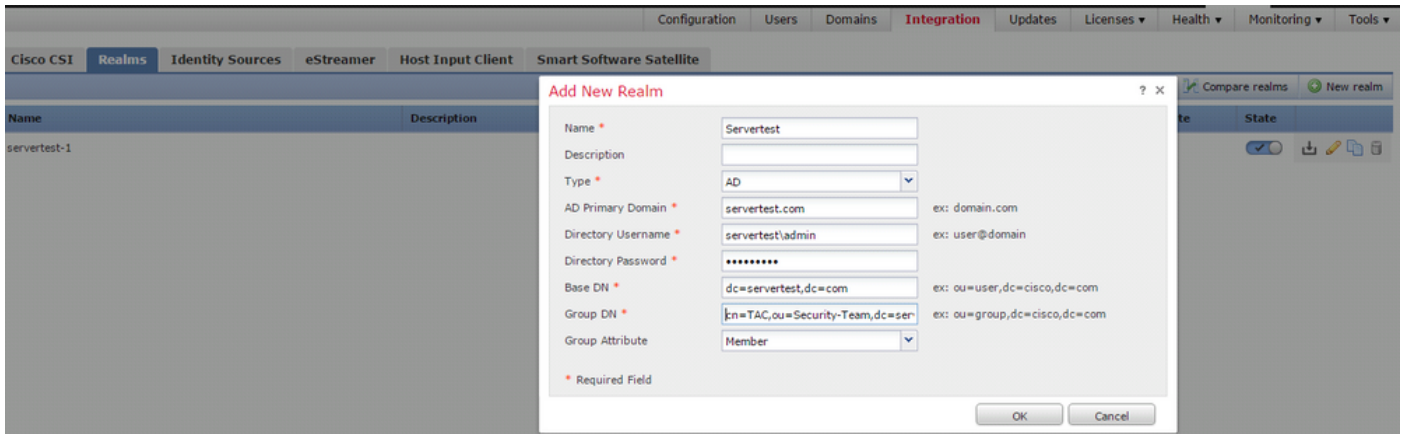 Configuration Users Domains Integration Updates Licenses ▾ Health ▾ Monitoring ▾ Tools ▾
Cisco CSI Realms Identity Sources eStreamer Host Input Client Smart Software Satellite
Compare realms New realm
Name Description te State
servertest-1
Add New Realm ? ×
Name * Servertest
Description
Type * AD
AD Primary Domain * servertest.com ex: domain.com
Directory Username * servertest\admin ex: user@domain
Directory Password * •••••••••
Base DN * dc=servertest,dc=com ex: ou=user,dc=cisco,dc=com
Group DN * cn=TAC,ou=Security-Team,dc=ser ex: ou=group,dc=cisco,dc=com
Group Attribute Member
* Required Field
OK Cancel